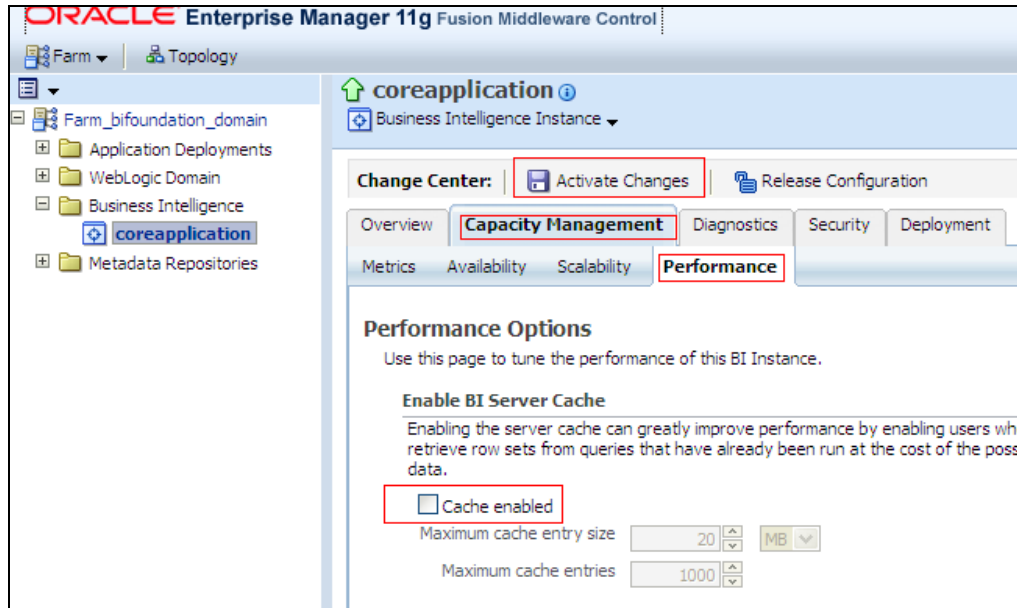 ORACLE Enterprise Manager 11g Fusion Middleware Control
Farm
Topology
Farm_bifoundation_domain
Application Deployments
WebLogic Domain
Business Intelligence
coreapplication
Metadata Repositories
coreapplication
Business Intelligence Instance
Change Center: Activate Changes Release Configuration
Overview Capacity Management Diagnostics Security Deployment
Metrics Availability Scalability Performance
Performance Options
Use this page to tune the performance of this BI Instance.
Enable BI Server Cache
Enabling the server cache can greatly improve performance by enabling users wh
retrieve row sets from queries that have already been run at the cost of the poss
data.
Cache enabled
Maximum cache entry size 20 MB
Maximum cache entries 1000